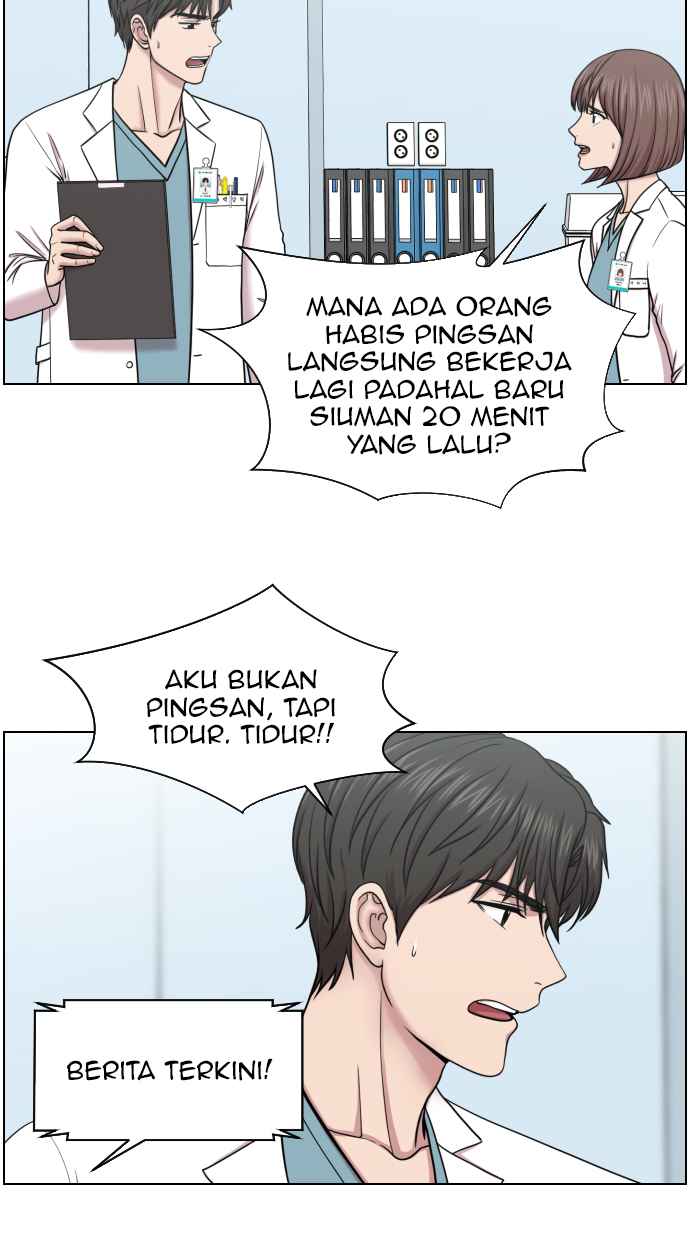 MANA ADA ORANG
HABIS PINGSAN
LANGSUNG BEKERJA
LAGI PADAHAL BARU
SIUMAN 20 MENIT
YANG LALU?
AKU BUKAN
PINGSAN, TAPI
TIDUR. TIDUR!!
BERITA TERKINI!